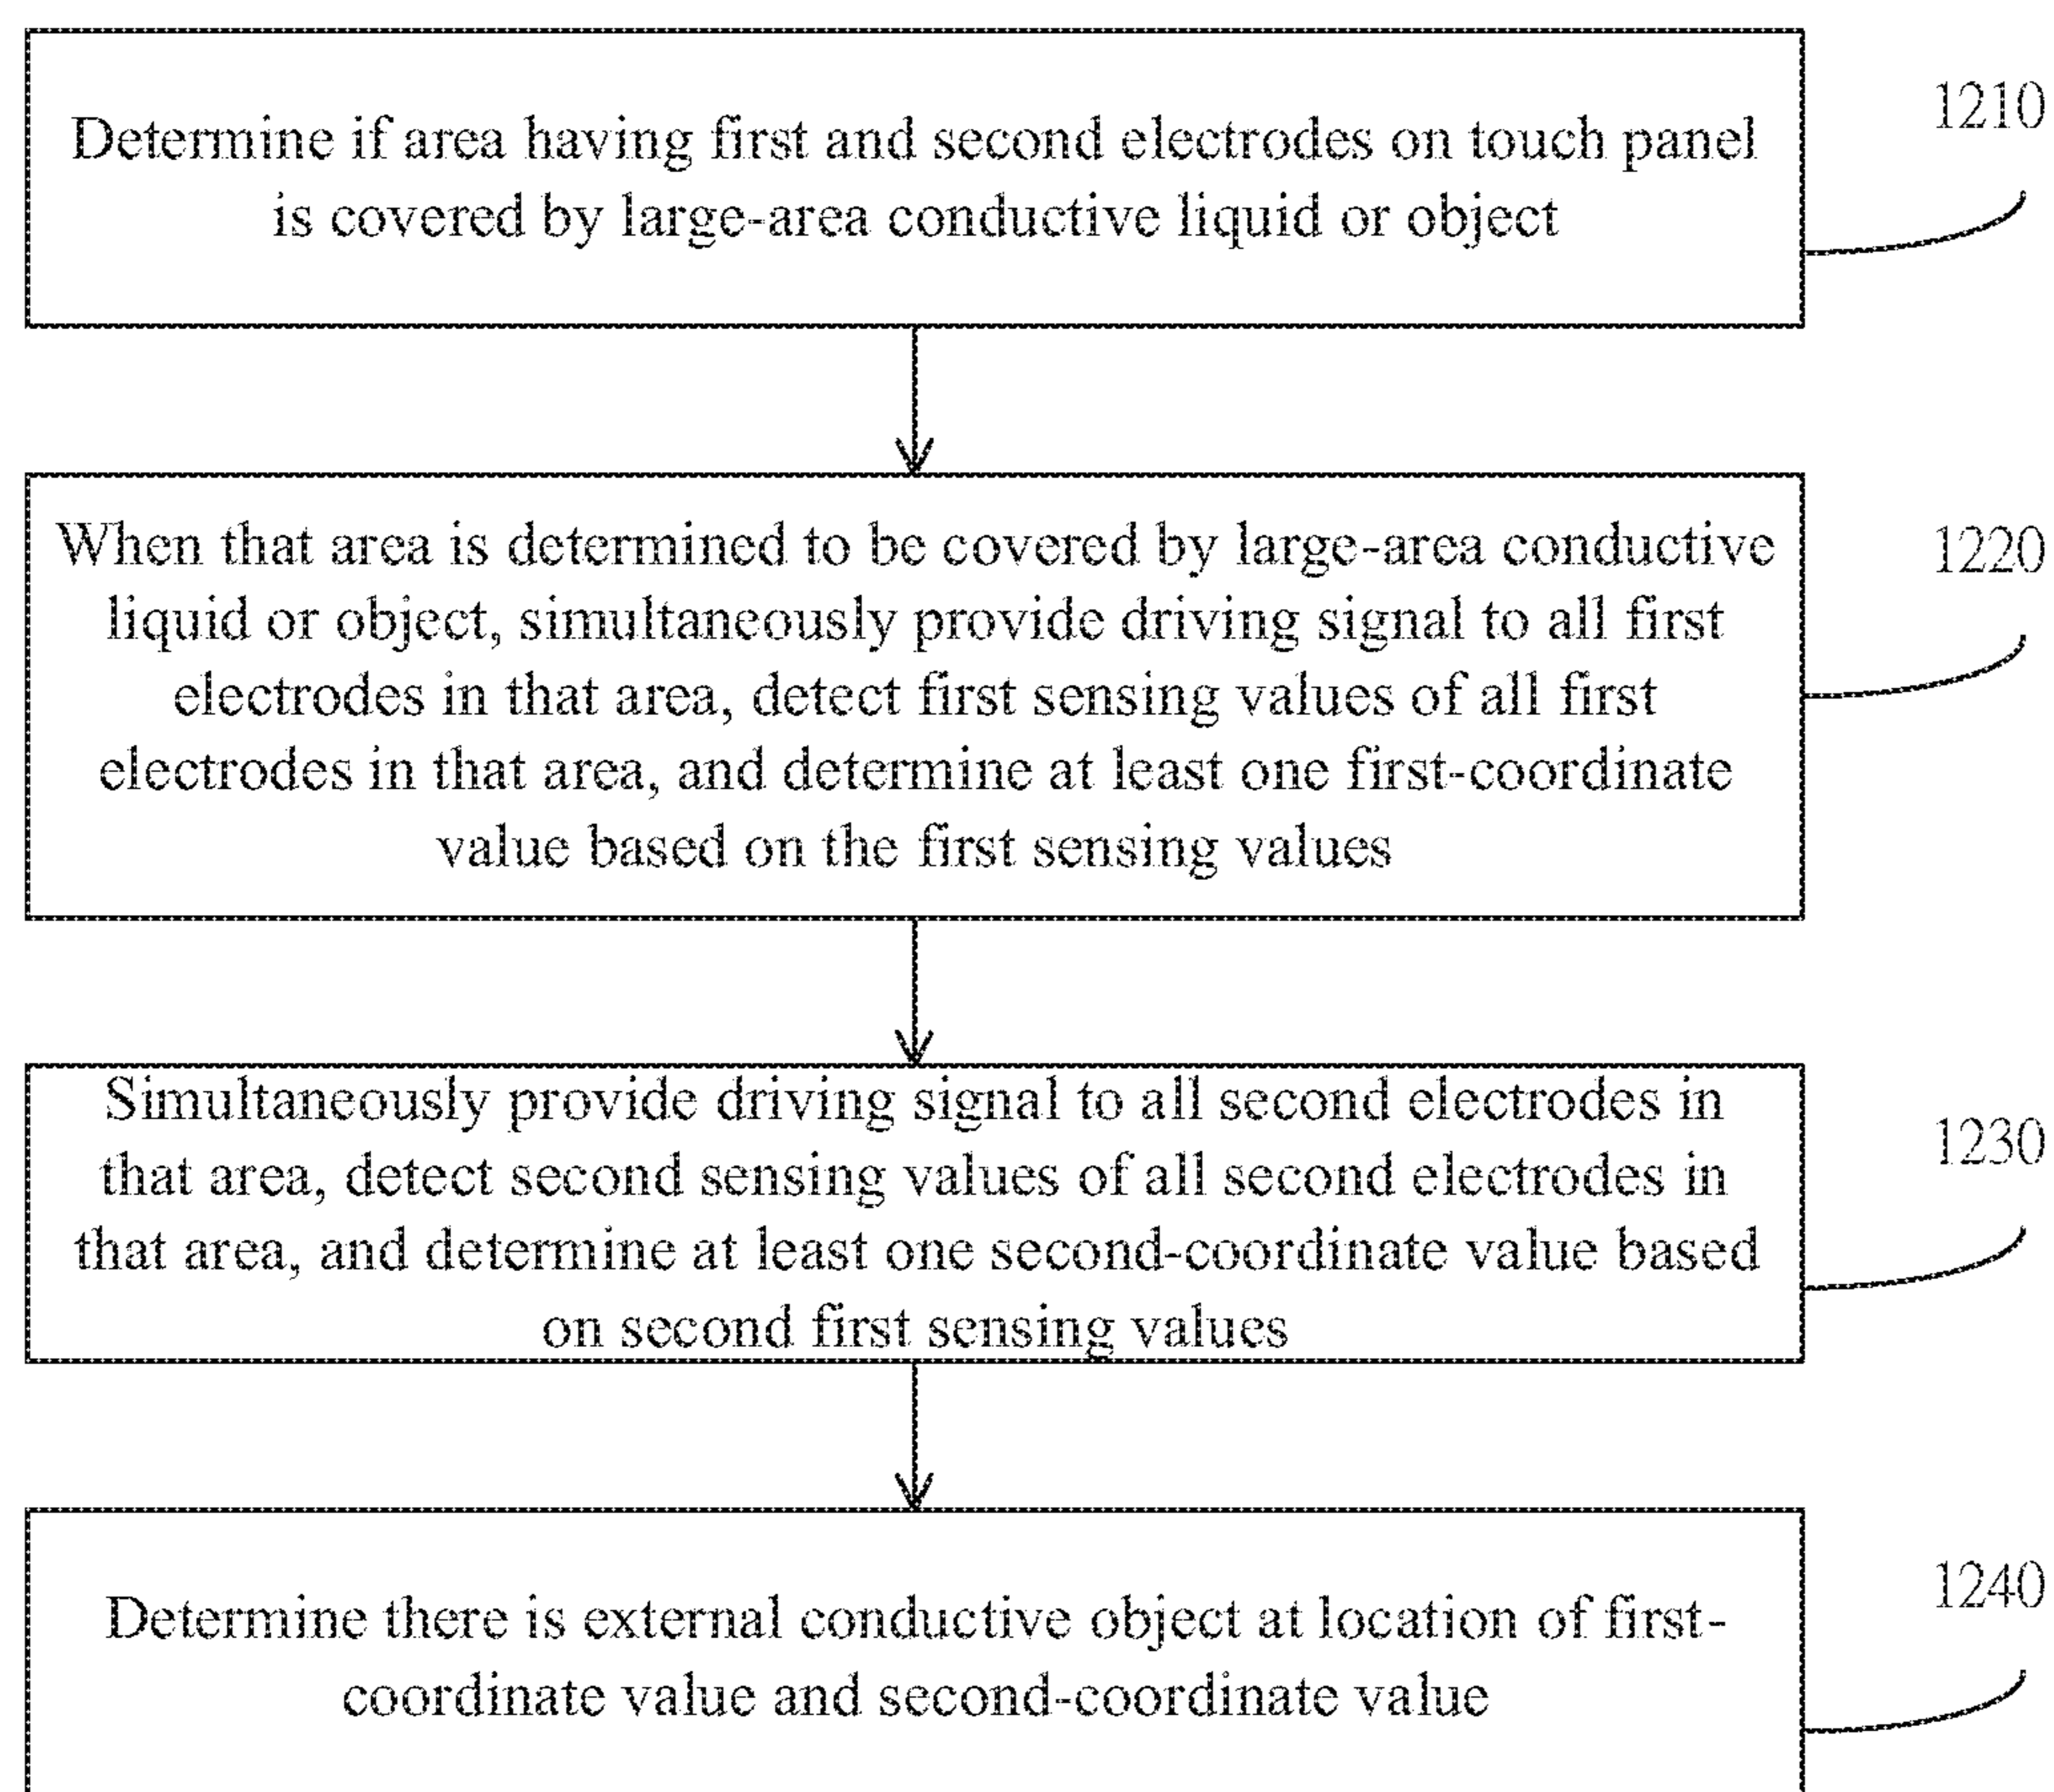 Determine if area having first and second electrodes on touch panel
is covered by large-area conductive liquid or object
1210
When that area is determined to be covered by large-area conductive
liquid or object, simultaneously provide driving signal to all first
electrodes in that area, detect first sensing values of all first
electrodes in that area, and determine at least one first-coordinate
value based on the first sensing values
1220
Simultaneously provide driving signal to all second electrodes in
that area, detect second sensing values of all second electrodes in
that area, and determine at least one second-coordinate value based
on second first sensing values
1230
Determine there is external conductive object at location of first-
coordinate value and second-coordinate value
1240